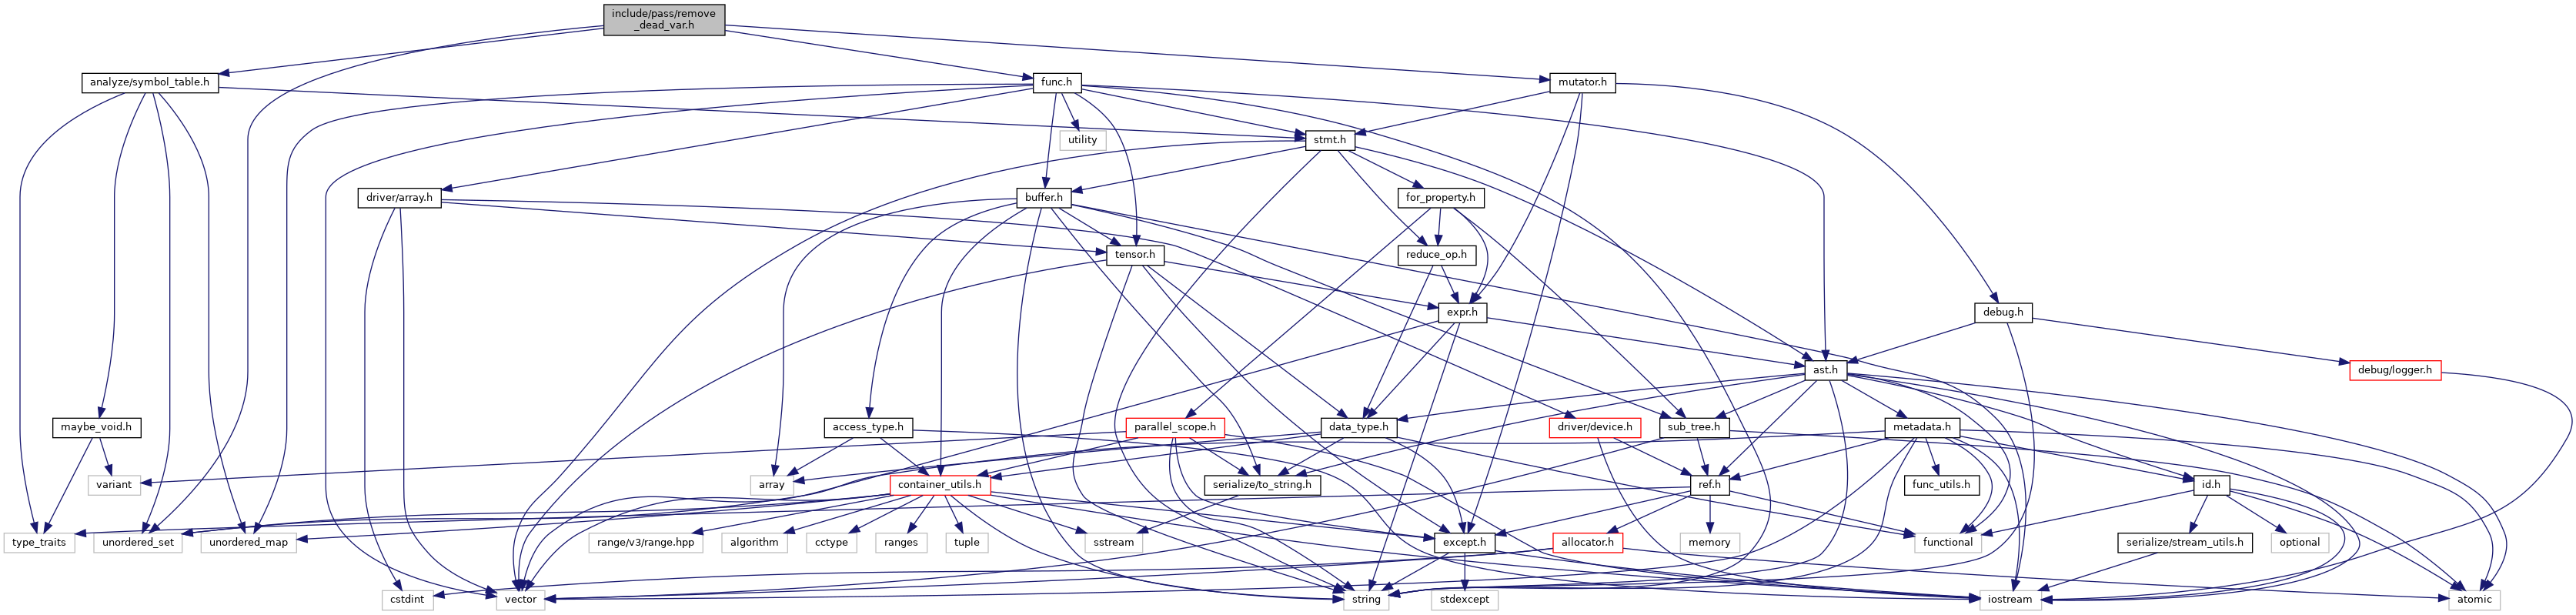 include/pass/remove
_dead_var.h
analyze/symbol_table.h
func.h
mutator.h
utility
stmt.h
driver/array.h
buffer.h
for_property.h
tensor.h
reduce_op.h
expr.h
debug.h
ast.h
debug/logger.h
maybe_void.h
access_type.h
parallel_scope.h
data_type.h
driver/device.h
sub_tree.h
metadata.h
variant
array
container_utils.h
serialize/to_string.h
ref.h
func_utils.h
id.h
type_traits
unordered_set
unordered_map
range/v3/range.hpp
algorithm
cctype
ranges
tuple
sstream
except.h
allocator.h
memory
functional
serialize/stream_utils.h
optional
cstdint
vector
string
stdexcept
iostream
atomic